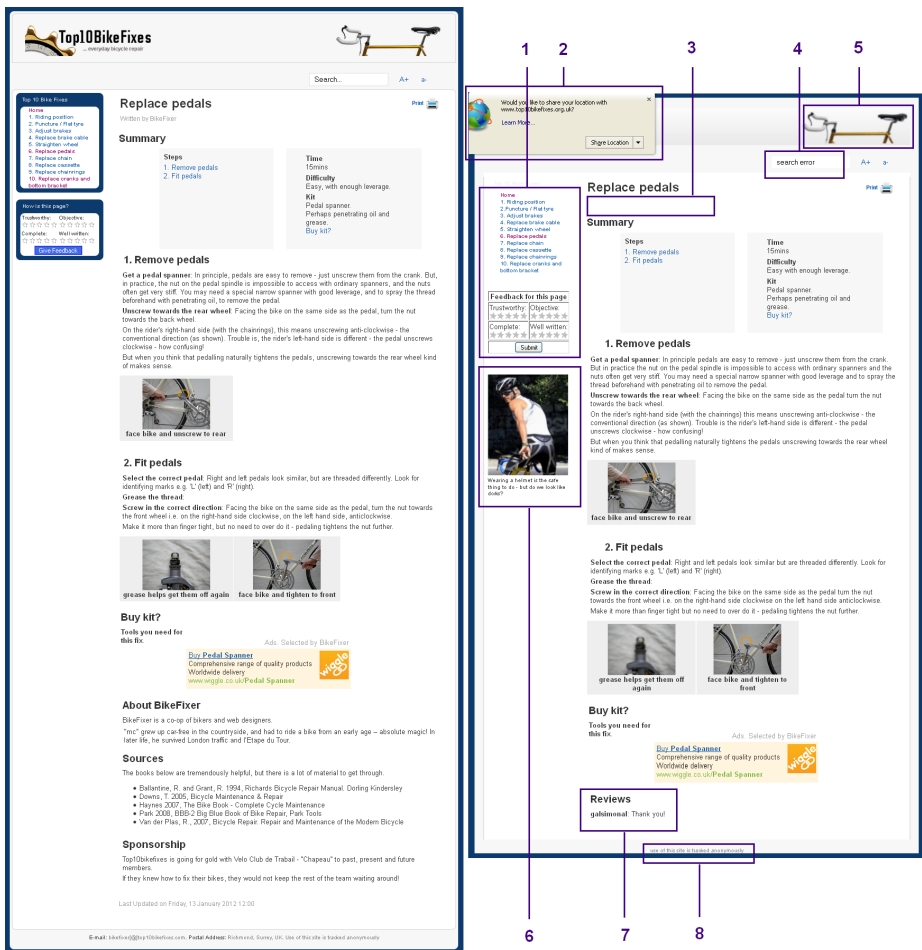 Top10BikeFixes
... everyday bicycle repair
Search...
A+
a-
Top 10 Bike Fixes
Home
1. Riding position
2. Puncture / Flat tyre
3. Adjust brakes
4. Replace brake cable
5. Straighten wheel
6. Replace pedals
7. Replace chain
8. Replace cassette
9. Replace chainrings
10. Replace cranks and
bottom bracket
How is this page?
Trustworthy: Objective:
Complete: Well written:
Give Feedback
Replace pedals
Print
Written by BikeFixer
Summary
Steps
1. Remove pedals
2. Fit pedals
Time
15mins
Difficulty
Easy, with enough leverage.
Kit
Pedal spanner.
Perhaps penetrating oil and
grease.
Buy kit?
1. Remove pedals
Get a pedal spanner: In principle, pedals are easy to remove - just unscrew them from the crank. But,
in practice, the nut on the pedal spindle is impossible to access with ordinary spanners, and the nuts
often get very stiff. You may need a special narrow spanner with good leverage, and to spray the thread
beforehand with penetrating oil, to remove the pedal.
Unscrew towards the rear wheel: Facing the bike on the same side as the pedal, turn the nut
towards the back wheel.
On the rider's right-hand side (with the chainrings), this means unscrewing anti-clockwise - the
conventional direction (as shown). Trouble is, the rider's left-hand side is different - the pedal unscrews
clockwise - how confusing!
But when you think that pedalling naturally tightens the pedals, unscrewing towards the rear wheel kind
of makes sense.
face bike and unscrew to rear
2. Fit pedals
Select the correct pedal: Right and left pedals look similar, but are threaded differently. Look for
identifying marks e.g. 'L' (left) and 'R' (right).
Grease the thread:
Screw in the correct direction: Facing the bike on the same side as the pedal, turn the nut towards
the front wheel i.e. on the right-hand side clockwise, on the left hand side, anticlockwise.
Make it more than finger tight, but no need to over do it - pedaling tightens the nut further.
grease helps get them off again
face bike and tighten to front
Buy kit?
Tools you need for
this fix.
Ads. Selected by BikeFixer
Buy Pedal Spanner
Comprehensive range of quality products
Worldwide delivery
www.wiggle.co.uk/Pedal Spanner
wiggle
About BikeFixer
BikeFixer is a co-op of bikers and web designers.
"mc" grew up car-free in the countryside, and had to ride a bike from an early age – absolute magic! In
later life, he survived London traffic and l'Etape du Tour.
Sources
The books below are tremendously helpful, but there is a lot of material to get through.
Ballantine, R. and Grant, R. 1994, Richards Bicycle Repair Manual. Dorling Kindersley
Downs, T. 2005, Bicycle Maintenance & Repair
Haynes 2007, The Bike Book - Complete Cycle Maintenance
Park 2008, BBB-2 Big Blue Book of Bike Repair, Park Tools
Van der Plas, R., 2007, Bicycle Repair. Repair and Maintenance of the Modern Bicycle
Sponsorship
Top10bikefixes is going for gold with Velo Club de Trabail - "Chapeau" to past, present and future
members.
If they knew how to fix their bikes, they would not keep the rest of the team waiting around!
Last Updated on Friday, 13 January 2012 12:00
Postal Address: Richmond, Surrey, UK. Use of this site is tracked anonymously
1
2
3
4
5
Would you like to share your location with
www.top10bikefixes.org.uk?
Learn More...
Share Location
search error
A+
a-
Home
1. Riding position
2.Puncture / Flat tyre
3. Adjust brakes
4. Replace brake cable
5. Straighten wheel
6. Replace pedals
7. Replace chain
8. Replace cassette
9. Replace chainrings
10. Replace cranks and
bottom bracket
Feedback for this page
Trustworthy: Objective:
Complete: Well written:
Submit
Wearing a helmet is the safe
thing to do - but do we look like
dorks?
Replace pedals
Print
Summary
Steps
1. Remove pedals
2. Fit pedals
Time
15mins
Difficulty
Easy with enough leverage.
Kit
Pedal spanner.
Perhaps penetrating oil and
grease.
Buy kit?
1. Remove pedals
Get a pedal spanner: In principle pedals are easy to remove - just unscrew them from the crank.
But in practice the nut on the pedal spindle is impossible to access with ordinary spanners and the
nuts often get very stiff. You may need a special narrow spanner with good leverage and to spray the
thread beforehand with penetrating oil to remove the pedal.
Unscrew towards the rear wheel: Facing the bike on the same side as the pedal turn the nut
towards the back wheel.
On the rider's right-hand side (with the chainrings) this means unscrewing anti-clockwise - the
conventional direction (as shown). Trouble is the rider's left-hand side is different - the pedal
unscrews clockwise - how confusing!
But when you think that pedalling naturally tightens the pedals unscrewing towards the rear wheel
kind of makes sense.
face bike and unscrew to rear
2. Fit pedals
Select the correct pedal: Right and left pedals look similar but are threaded differently. Look for
identifying marks e.g. 'L' (left) and 'R' (right).
Grease the thread:
Screw in the correct direction: Facing the bike on the same side as the pedal turn the nut
towards the front wheel i.e. on the right-hand side clockwise on the left hand side anticlockwise.
Make it more than finger tight but no need to over do it - pedaling tightens the nut further.
grease helps get them off
again
face bike and tighten to
front
Buy kit?
Tools you need for
this fix.
Ads. Selected by BikeFixer
Buy Pedal Spanner
Comprehensive range of quality products
Worldwide delivery
www.wiggle.co.uk/Pedal Spanner
wiggle
Reviews
galsimonal: Thank you!
use of this site is tracked anonymously
6
7
8